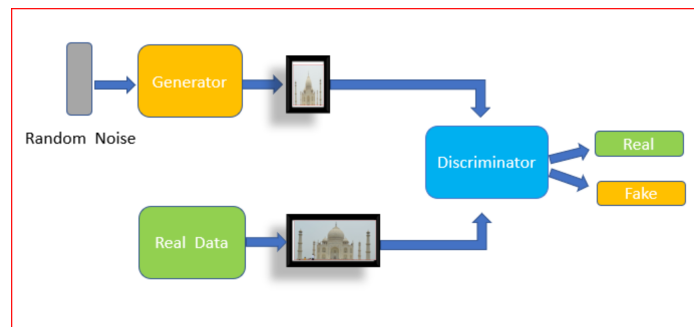 Generator
Random Noise
Discriminator
Real
Fake
Real Data